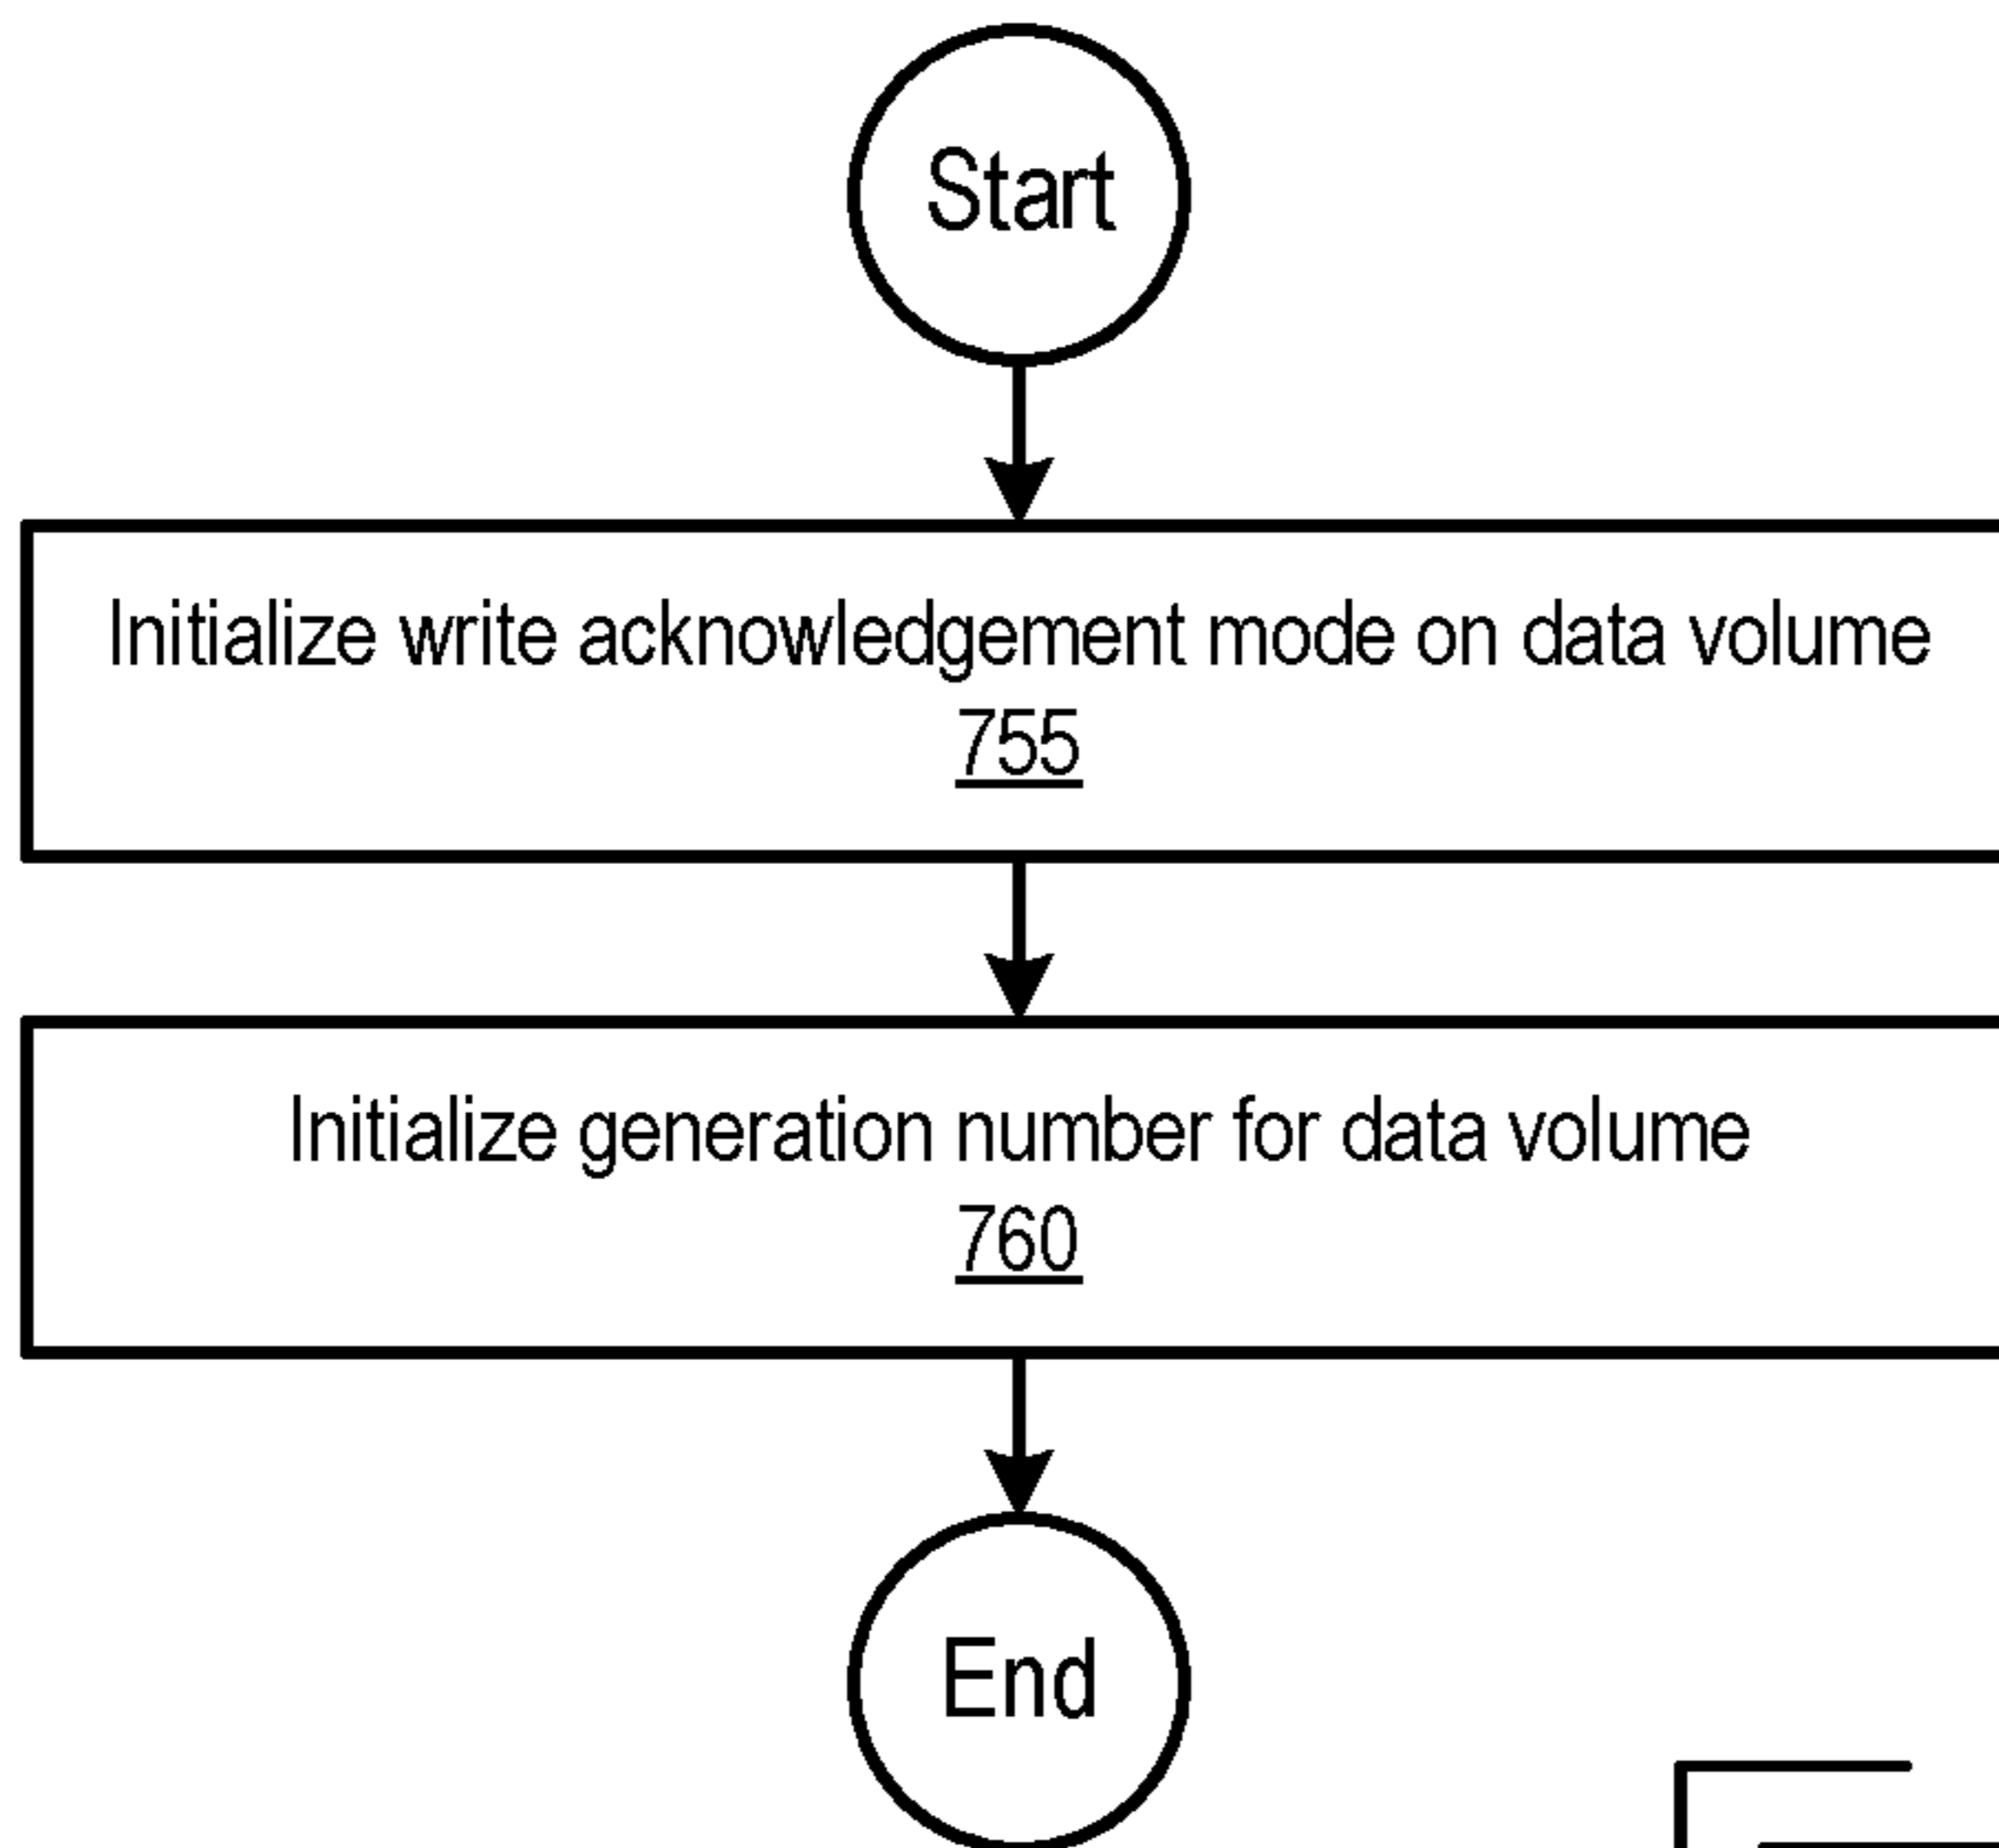 Start
Initialize write acknowledgement mode on data volume
755
Initialize generation number for data volume
760
End